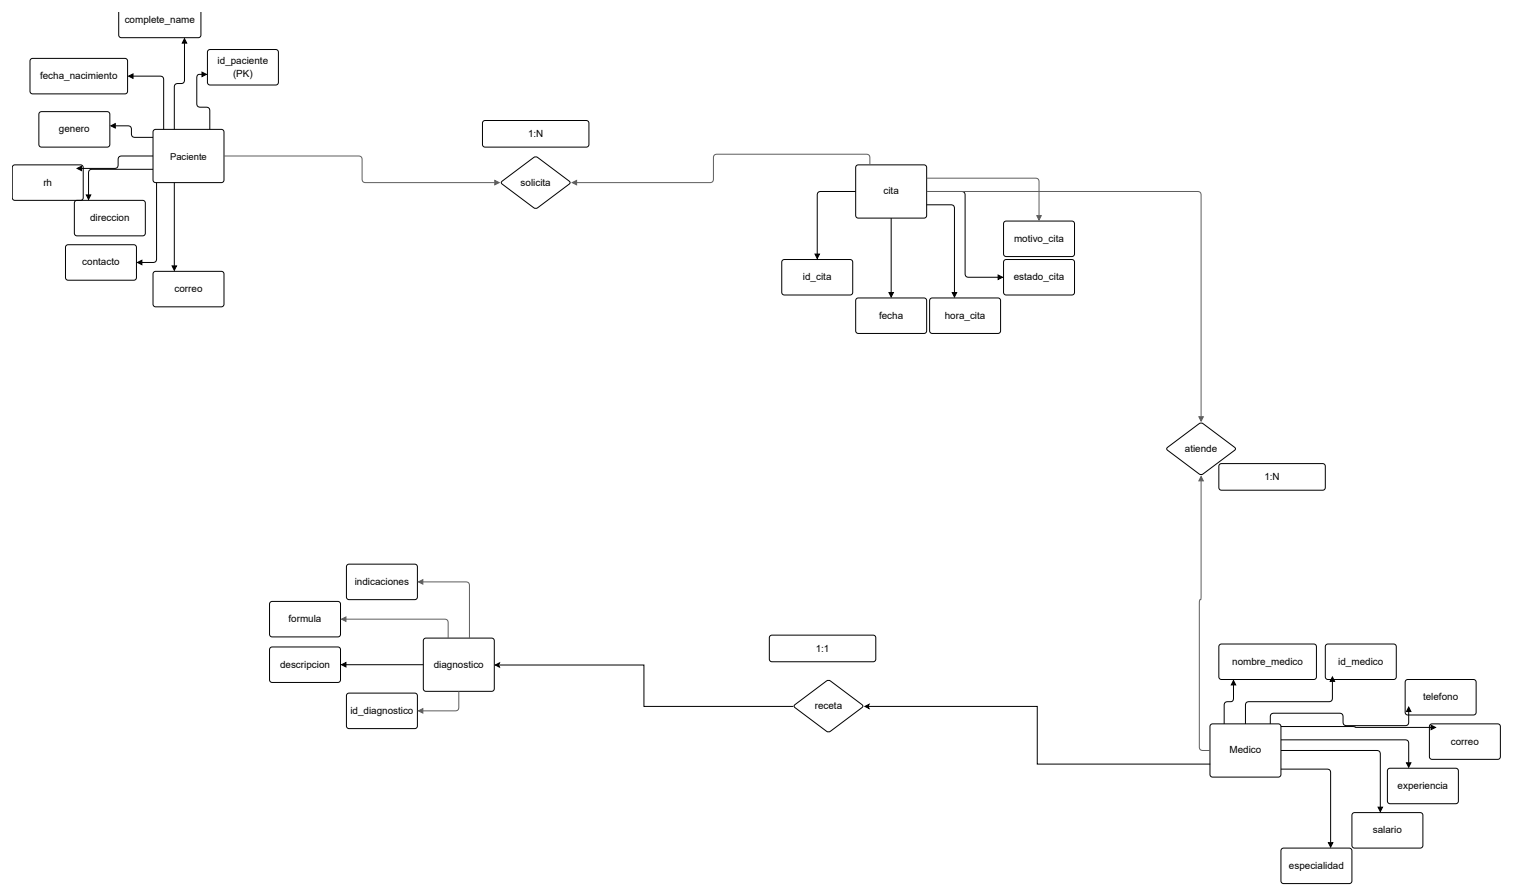 complete_name
id_paciente
(PK)
fecha_nacimiento
genero
Paciente
rh
direccion
contacto
correo
1:N
solicita
cita
motivo_cita
id_cita
estado_cita
fecha
hora_cita
atiende
1:N
indicaciones
formula
descripcion
diagnostico
id_diagnostico
1:1
receta
nombre_medico
id_medico
telefono
correo
Medico
experiencia
salario
especialidad